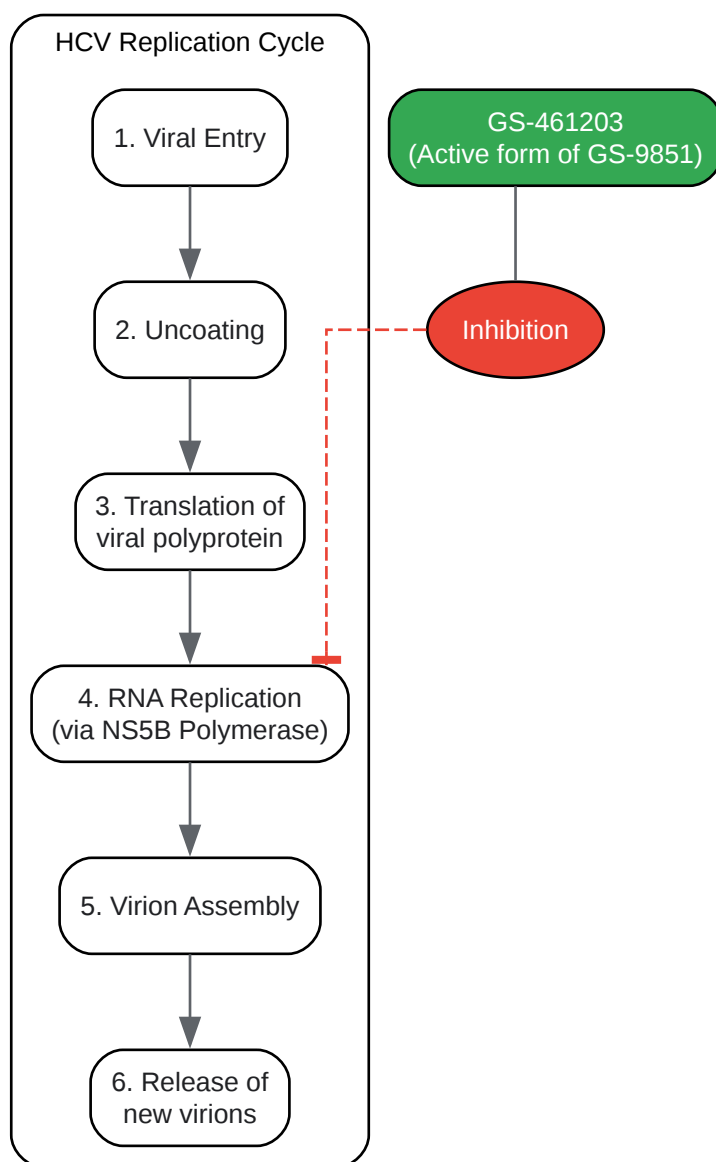 HCV Replication Cycle
1. Viral Entry
GS-461203
(Active form of GS-9851)
2. Uncoating
Inhibition
3. Translation of
viral polyprotein
4. RNA Replication
(via NS5B Polymerase)
5. Virion Assembly
6. Release of
new virions